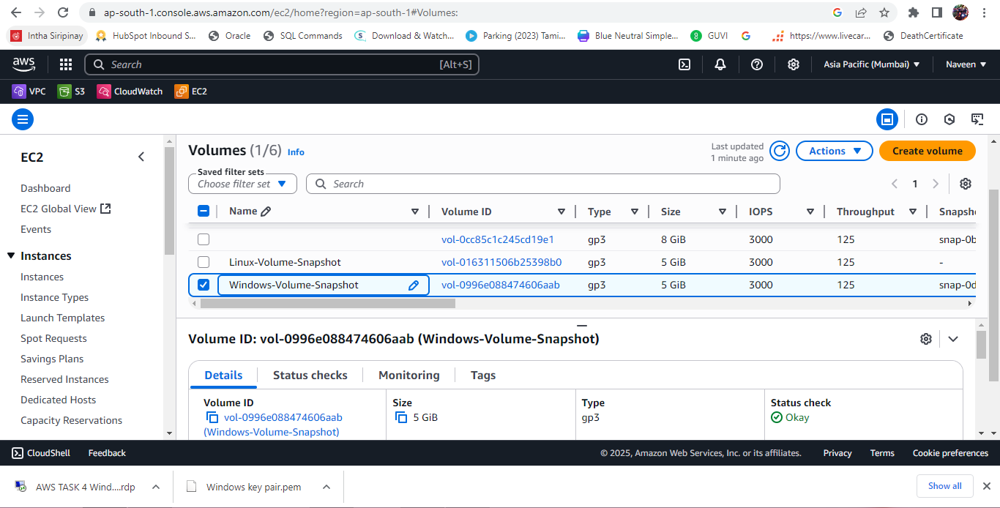 ap-south-1.console.aws.amazon.com/ec2/home?region=ap-south-1#Volumes:
Intha Siripinay
HubSpot Inbound S...
Oracle
SQL Commands
Download & Watch...
Parking (2023) Tami...
Blue Neutral Simple...
GUVI
https://www.livecar...
DeathCertificate
aws
Search
[Alt+S]
Asia Pacific (Mumbai)
Naveen
VPC
S3
CloudWatch
EC2
EC2
Dashboard
EC2 Global View
Events
Instances
Instances
Instance Types
Launch Templates
Spot Requests
Savings Plans
Reserved Instances
Dedicated Hosts
Capacity Reservations
Volumes (1/6) Info
Last updated
1 minute ago
Actions
Create volume
Saved filter sets
Choose filter set
Search
1
Name Volume ID Type Size IOPS Throughput Snapsh
vol-0cc85c1c245cd19e1 gp3 8 GiB 3000 125 snap-0b
Linux-Volume-Snapshot vol-016311506b25398b0 gp3 5 GiB 3000 125 -
Windows-Volume-Snapshot vol-0996e088474606aab gp3 5 GiB 3000 125 snap-0d
Volume ID: vol-0996e088474606aab (Windows-Volume-Snapshot)
Details
Status checks
Monitoring
Tags
Volume ID
vol-0996e088474606aab
(Windows-Volume-Snapshot)
Size
5 GiB
Type
gp3
Status check
Okay
CloudShell
Feedback
© 2025, Amazon Web Services, Inc. or its affiliates.
Privacy
Terms
Cookie preferences
AWS TASK 4 Wind....rdp
Windows key pair.pem
Show all